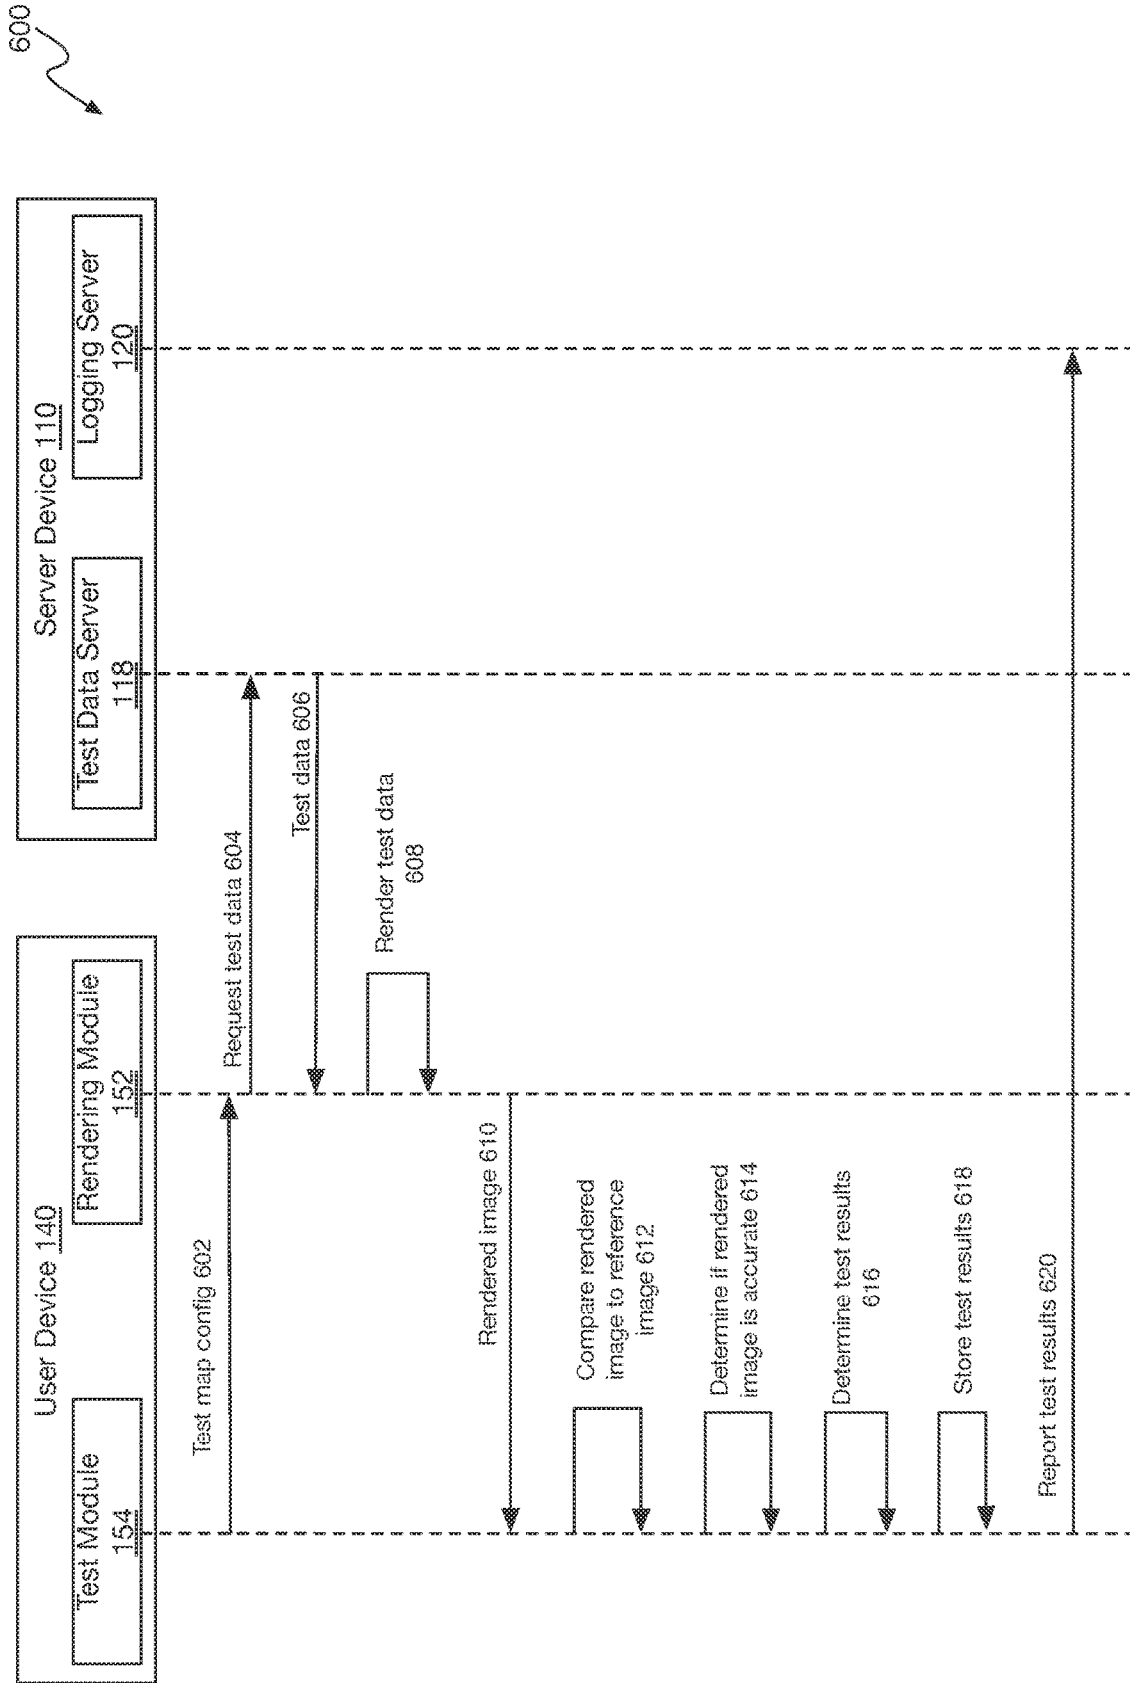 600
User Device 140
Test Module
154
Rendering Module
152
Server Device 110
Test Data Server
118
Logging Server
120
Test map config 602
Request test data 604
Test data 606
Render test data
608
Rendered image 610
Compare rendered
image to reference
image 612
Determine if rendered
image is accurate 614
Determine test results
616
Store test results 618
Report test results 620